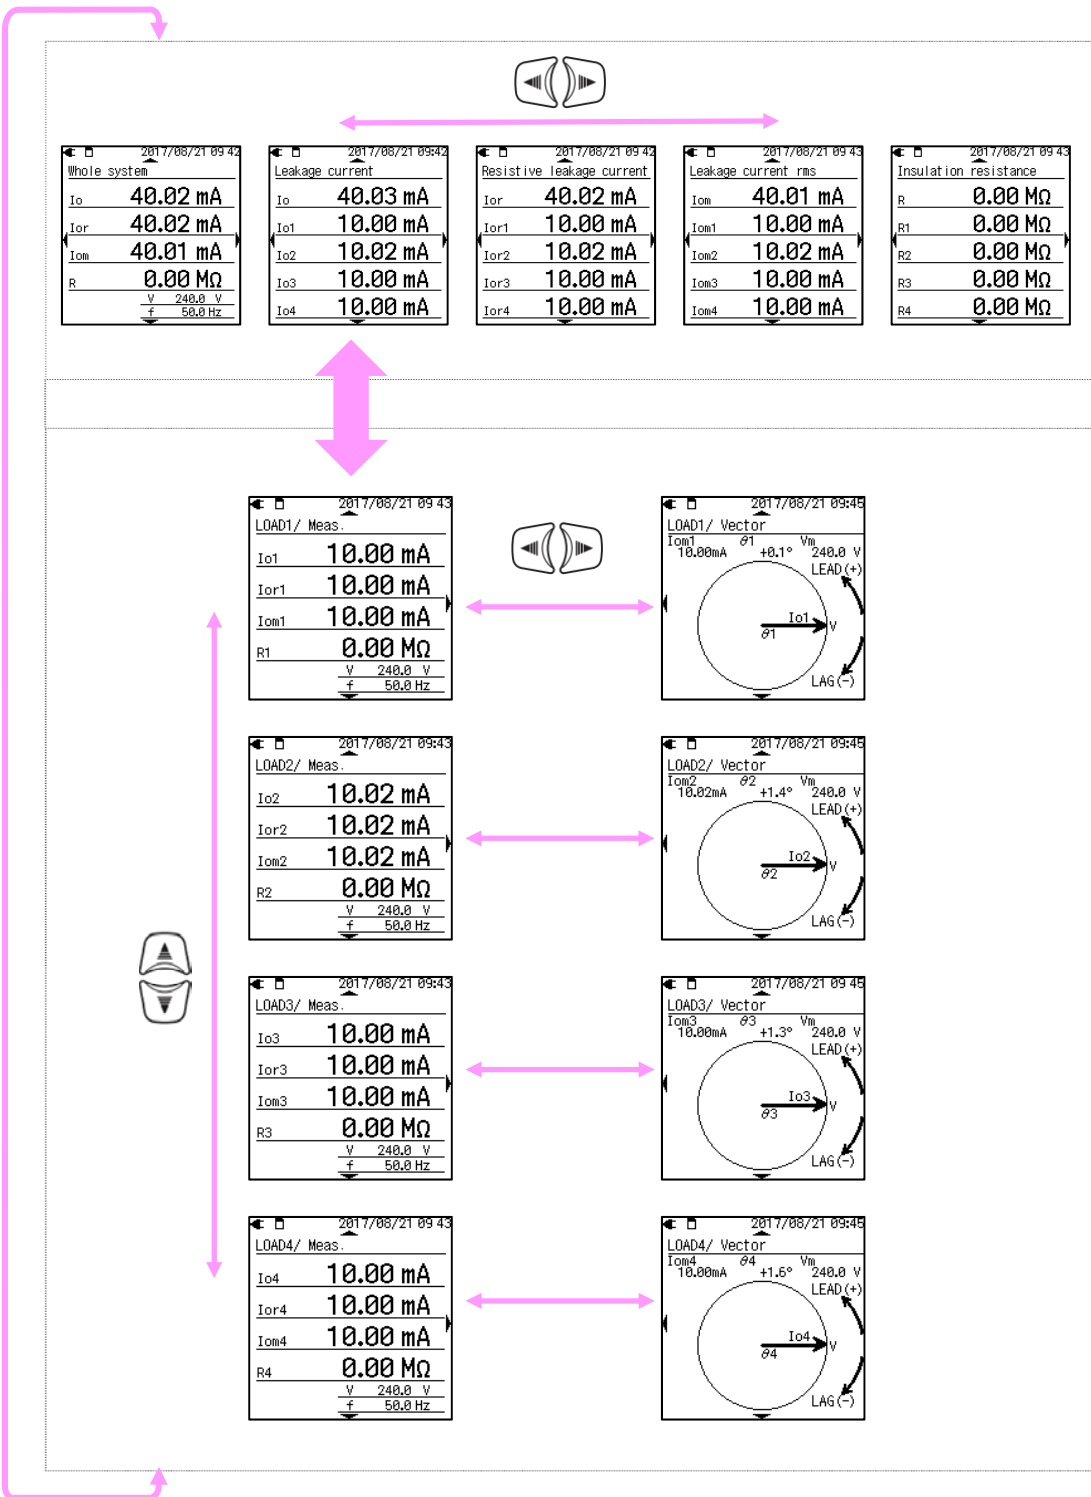 2017/08/21 09 42
Whole system
Io 40.02 mA
Ior 40.02 mA
Iom 40.01 mA
R 0.00 MΩ
V 240.0 V
f 50.0 Hz
2017/08/21 09:42
Leakage current
Io 40.03 mA
Io1 10.00 mA
Io2 10.02 mA
Io3 10.00 mA
Io4 10.00 mA
2017/08/21 09 42
Resistive leakage current
Ior 40.02 mA
Ior1 10.00 mA
Ior2 10.02 mA
Ior3 10.00 mA
Ior4 10.00 mA
2017/08/21 09 43
Leakage current rms
Iom 40.01 mA
Iom1 10.00 mA
Iom2 10.02 mA
Iom3 10.00 mA
Iom4 10.00 mA
2017/08/21 09 43
Insulation resistance
R 0.00 MΩ
R1 0.00 MΩ
R2 0.00 MΩ
R3 0.00 MΩ
R4 0.00 MΩ
2017/08/21 09 43
LOAD1/ Meas.
Io1 10.00 mA
Ior1 10.00 mA
Iom1 10.00 mA
R1 0.00 MΩ
V 240.0 V
f 50.0 Hz
2017/08/21 09:45
LOAD1/ Vector
Iom1 θ1 Vm
10.00mA +0.1° 240.0 V
LEAD(+)
Io1
V
θ1
LAG(-)
2017/08/21 09:43
LOAD2/ Meas.
Io2 10.02 mA
Ior2 10.02 mA
Iom2 10.02 mA
R2 0.00 MΩ
V 240.0 V
f 50.0 Hz
2017/08/21 09:45
LOAD2/ Vector
Iom2 θ2 Vm
10.02mA +1.4° 240.0 V
LEAD(+)
Io2
V
θ2
LAG(-)
2017/08/21 09:43
LOAD3/ Meas.
Io3 10.00 mA
Ior3 10.00 mA
Iom3 10.00 mA
R3 0.00 MΩ
V 240.0 V
f 50.0 Hz
2017/08/21 09 45
LOAD3/ Vector
Iom3 θ3 Vm
10.00mA +1.3° 240.0 V
LEAD(+)
Io3
V
θ3
LAG(-)
2017/08/21 09 43
LOAD4/ Meas.
Io4 10.00 mA
Ior4 10.00 mA
Iom4 10.00 mA
R4 0.00 MΩ
V 240.0 V
f 50.0 Hz
2017/08/21 09:45
LOAD4/ Vector
Iom4 θ4 Vm
10.00mA +1.6° 240.0 V
LEAD(+)
Io4
V
θ4
LAG(-)